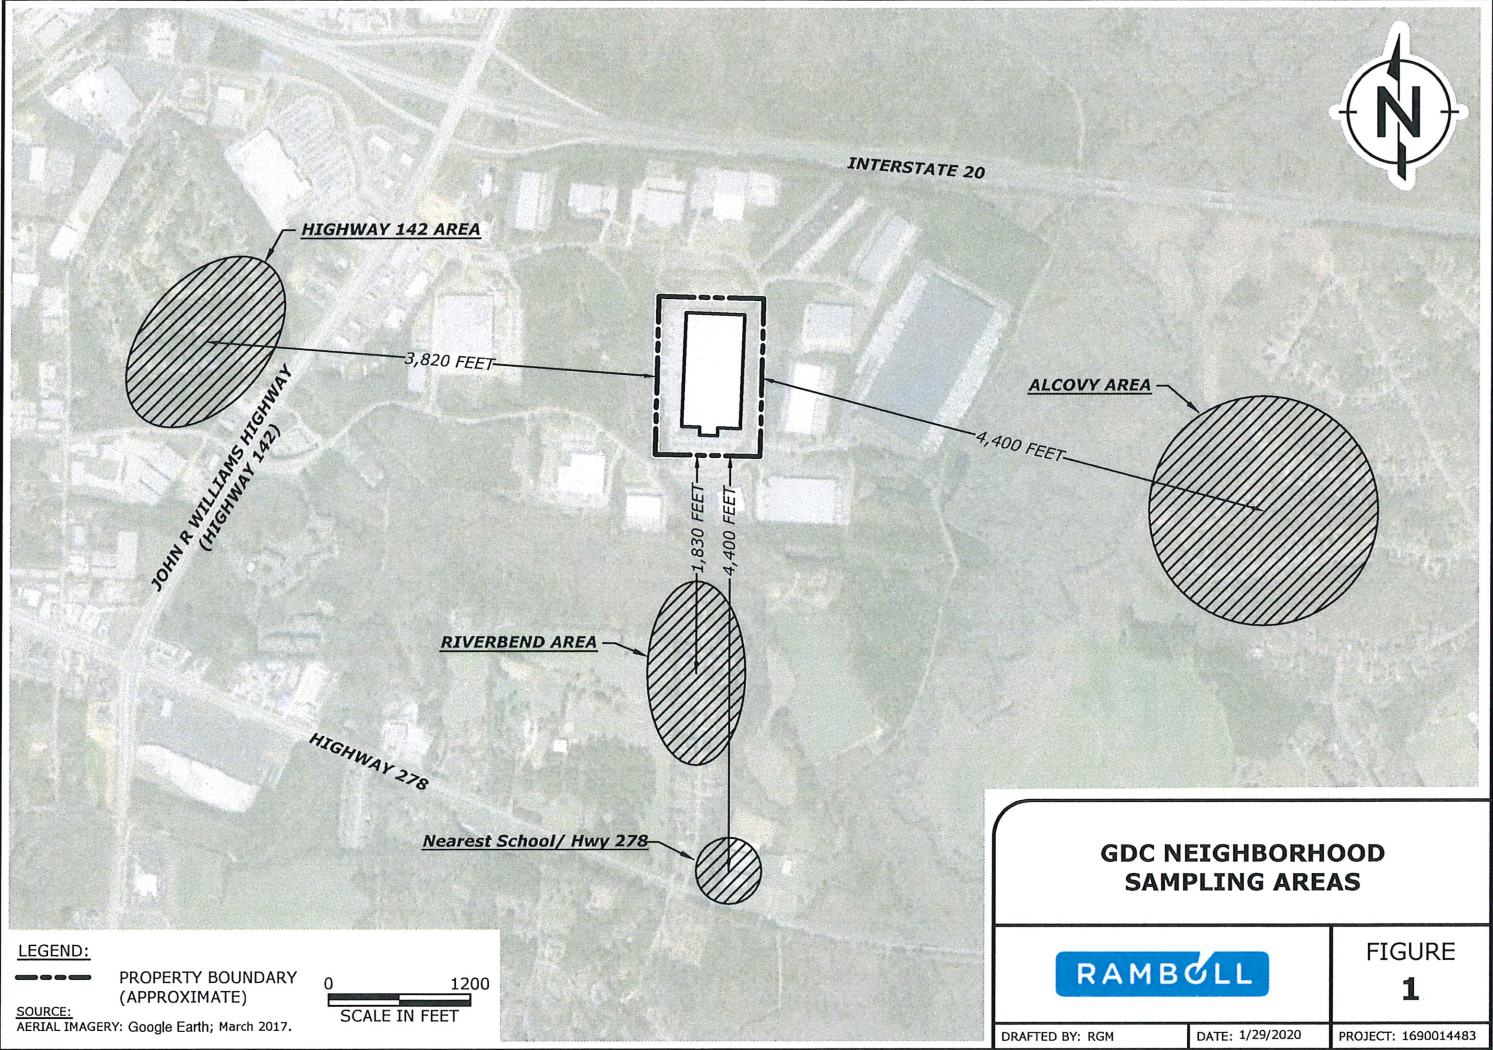 N
INTERSTATE 20
HIGHWAY 142 AREA
3,820 FEET
ALCOVY AREA
4,400 FEET
JOHN R WILLIAMS HIGHWAY
(HIGHWAY 142)
1,830 FEET
4,400 FEET
RIVERBEND AREA
HIGHWAY 278
Nearest School/ Hwy 278
GDC NEIGHBORHOOD
SAMPLING AREAS
LEGEND:
PROPERTY BOUNDARY
(APPROXIMATE)
0 1200
SCALE IN FEET
SOURCE:
AERIAL IMAGERY: Google Earth; March 2017.
RAMBOLL
FIGURE
1
DRAFTED BY: RGM
DATE: 1/29/2020
PROJECT: 1690014483